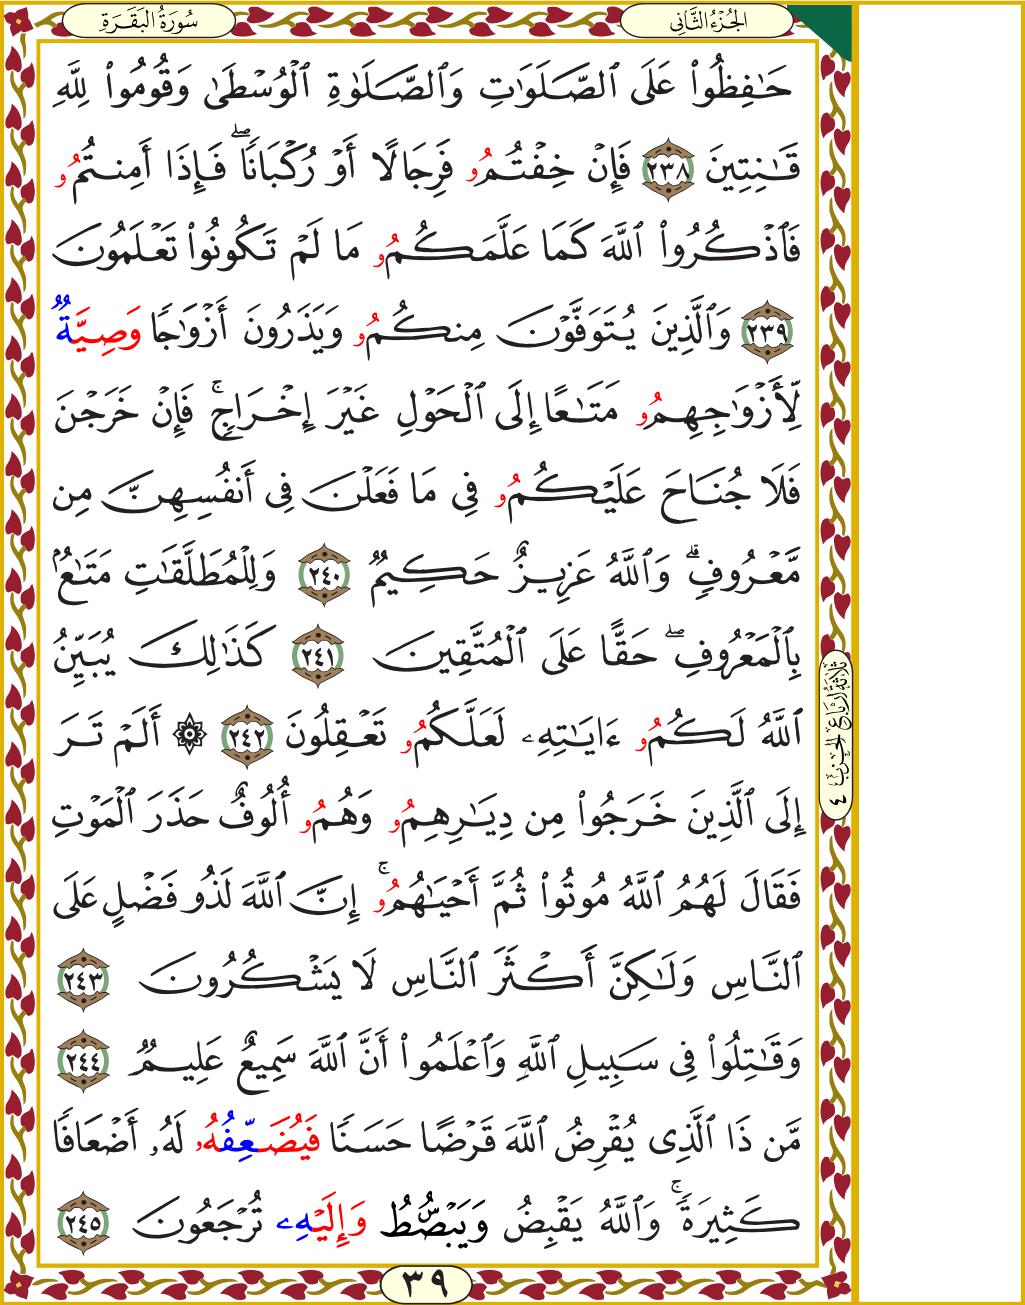 سُورَةُ البَقَرَةِ
الجُزْءُ الثَّانِي
حَٰفِظُوا۟ عَلَى ٱلصَّلَوَٰتِ وَٱلصَّلَوٰةِ ٱلْوُسْطَىٰ وَقُومُوا۟ لِلَّهِ
قَٰنِتِينَ ٢٣٨ فَإِنْ خِفْتُمُۥ فَرِجَالًا أَوْ رُكْبَانًا ۖ فَإِذَا أَمِنتُمُۥ
فَٱذْكُرُوا۟ ٱللَّهَ كَمَا عَلَّمَكُمُۥ مَا لَمْ تَكُونُوا۟ تَعْلَمُونَ
٢٣٩ وَٱلَّذِينَ يُتَوَفَّوْنَ مِنكُمُۥ وَيَذَرُونَ أَزْوَٰجًا وَصِيَّةٌ
لِّأَزْوَٰجِهِمُۥ مَتَٰعًا إِلَى ٱلْحَوْلِ غَيْرَ إِخْرَاجٍ ۚ فَإِنْ خَرَجْنَ
فَلَا جُنَاحَ عَلَيْكُمُۥ فِى مَا فَعَلْنَ فِى أَنفُسِهِنَّ مِن
مَّعْرُوفٍ ۗ وَٱللَّهُ عَزِيزٌ حَكِيمٌ ٢٤٠ وَلِلْمُطَلَّقَٰتِ مَتَٰعٌۢ
بِٱلْمَعْرُوفِ ۖ حَقًّا عَلَى ٱلْمُتَّقِينَ ٢٤١ كَذَٰلِكَ يُبَيِّنُ
ٱللَّهُ لَكُمُۥ ءَايَٰتِهِۦ لَعَلَّكُمُۥ تَعْقِلُونَ ٢٤٢ ۞ أَلَمْ تَرَ
إِلَى ٱلَّذِينَ خَرَجُوا۟ مِن دِيَٰرِهِمُۥ وَهُمُۥ أُلُوفٌ حَذَرَ ٱلْمَوْتِ
فَقَالَ لَهُمُ ٱللَّهُ مُوتُوا۟ ثُمَّ أَحْيَٰهُمُۥ ۚ إِنَّ ٱللَّهَ لَذُو فَضْلٍ عَلَى
ٱلنَّاسِ وَلَٰكِنَّ أَكْثَرَ ٱلنَّاسِ لَا يَشْكُرُونَ ٢٤٣
وَقَٰتِلُوا۟ فِى سَبِيلِ ٱللَّهِ وَٱعْلَمُوا۟ أَنَّ ٱللَّهَ سَمِيعٌ عَلِيمٌ ٢٤٤
مَّن ذَا ٱلَّذِى يُقْرِضُ ٱللَّهَ قَرْضًا حَسَنًا فَيُضَعِّفُهُۥ لَهُۥ أَضْعَافًا
كَثِيرَةً ۚ وَٱللَّهُ يَقْبِضُ وَيَبْصُۜطُ وَإِلَيْهِۦ تُرْجَعُونَ ٢٤٥
ثَلَاثَةُ أَرْبَاعِ الحِزْبِ ٤
٣٩